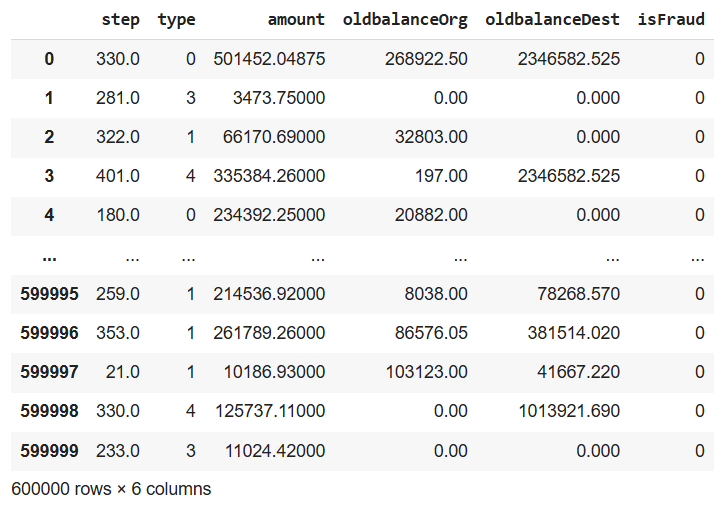 step type amount oldbalanceOrg oldbalanceDest isFraud
0 330.0 0 501452.04875 268922.50 2346582.525 0
1 281.0 3 3473.75000 0.00 0.000 0
2 322.0 1 66170.69000 32803.00 0.000 0
3 401.0 4 335384.26000 197.00 2346582.525 0
4 180.0 0 234392.25000 20882.00 0.000 0
... ... ... ... ... ... ...
599995 259.0 1 214536.92000 8038.00 78268.570 0
599996 353.0 1 261789.26000 86576.05 381514.020 0
599997 21.0 1 10186.93000 103123.00 41667.220 0
599998 330.0 4 125737.11000 0.00 1013921.690 0
599999 233.0 3 11024.42000 0.00 0.000 0
600000 rows × 6 columns